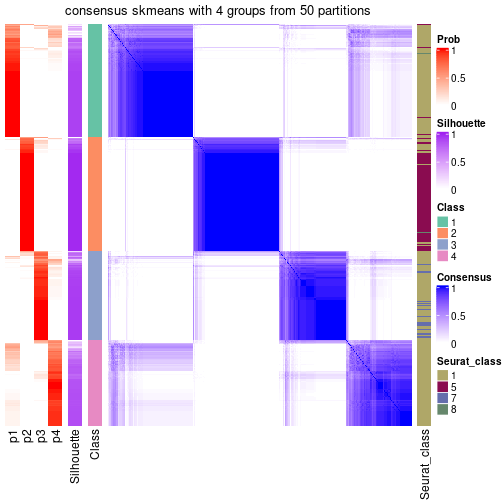 consensus skmeans with 4 groups from 50 partitions
Prob
1
0.5
0
Silhouette
1
0.5
0
Class
1
2
3
4
Consensus
1
0.5
0
Seurat_class
1
5
7
8
p1
p2
p3
p4
Silhouette
Class
Seurat_class